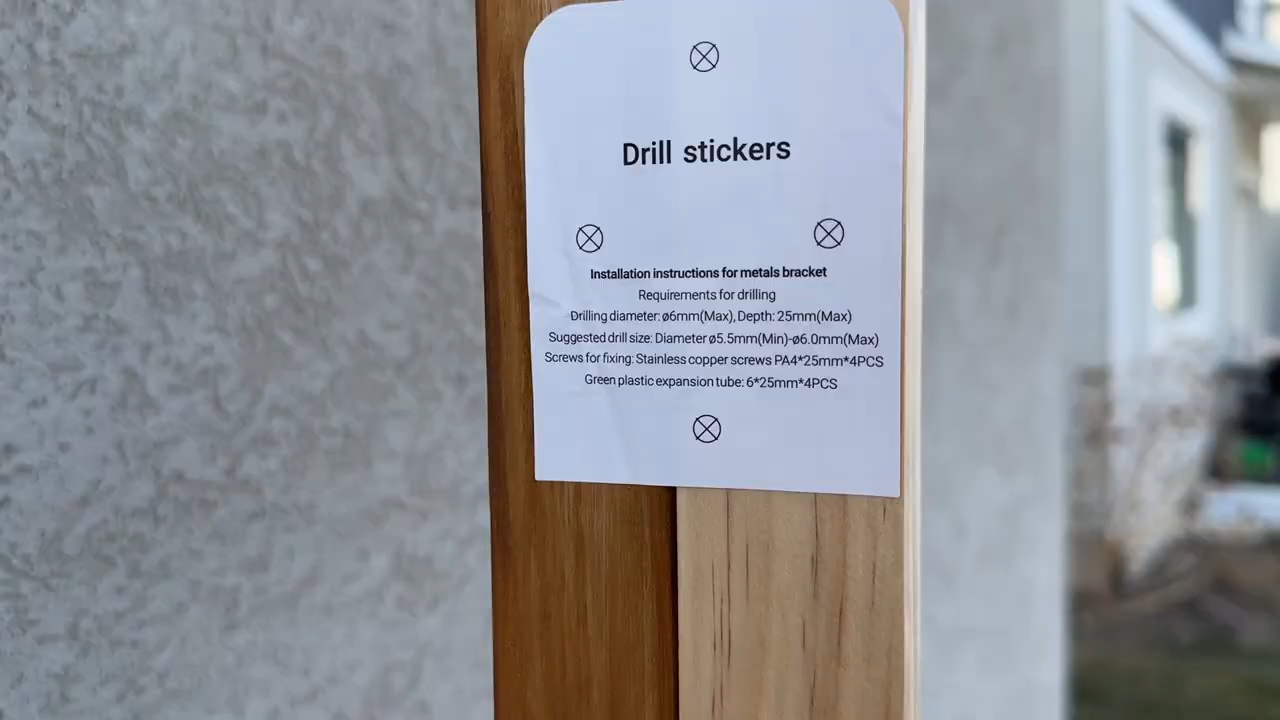 Drill stickers
Installation instructions for metals bracket
Requirements for drilling
Drilling diameter: ø6mm(Max), Depth: 25mm(Max)
Suggested drill size: Diameter ø5.5mm(Min)-ø6.0mm(Max)
Screws for fixing: Stainless copper screws PA4*25mm*4PCS
Green plastic expansion tube: 6*25mm*4PCS